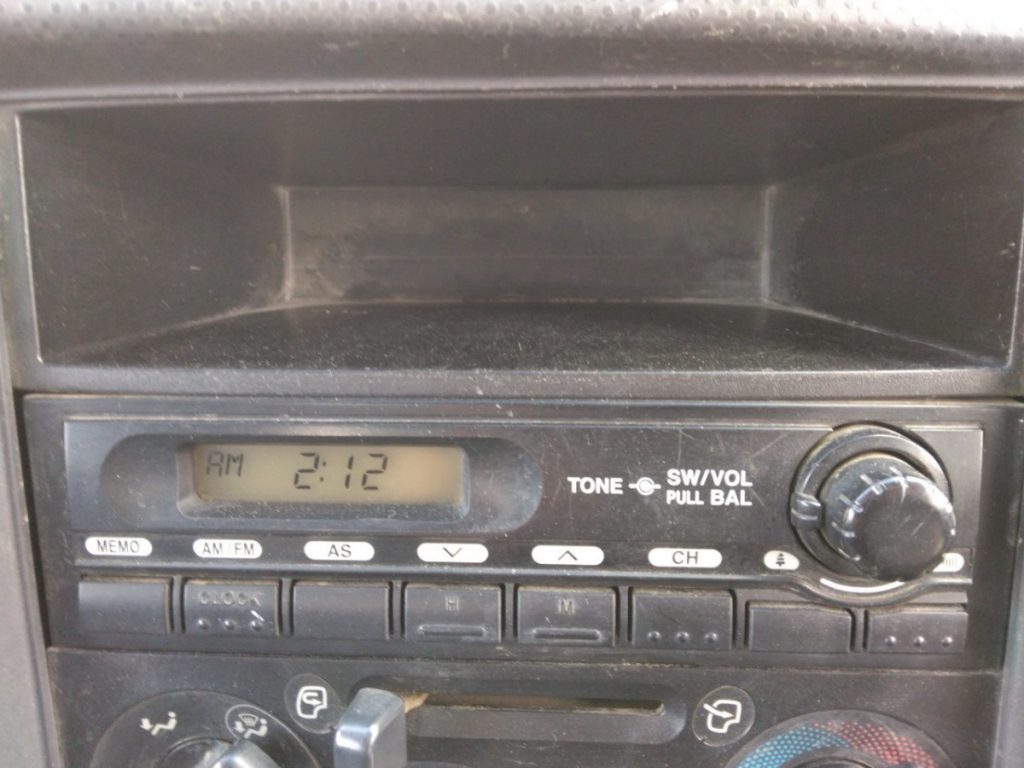 AM 2:12
TONE SW/VOL
PULL BAL
MEMO AM/FM AS CH
CLOCK H M